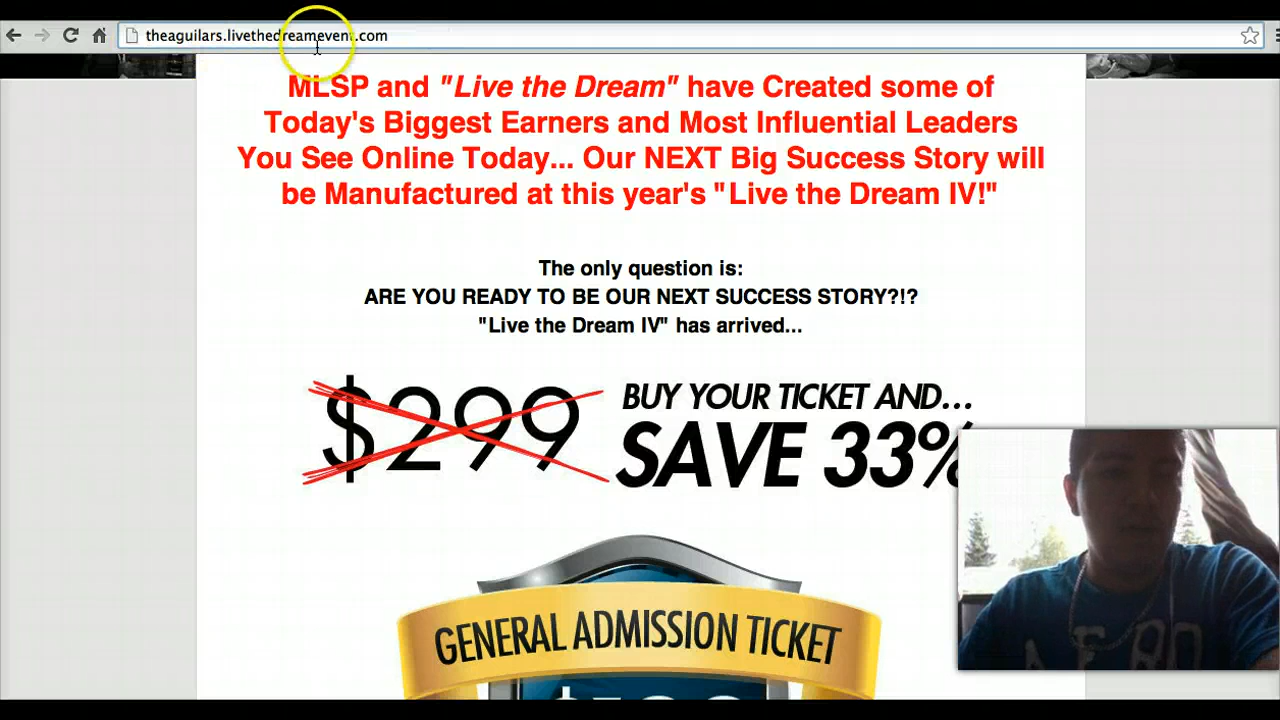 theaguilars.livethedreamevent.com
MLSP and "Live the Dream" have Created some of
Today's Biggest Earners and Most Influential Leaders
You See Online Today... Our NEXT Big Success Story will
be Manufactured at this year's "Live the Dream IV!"
The only question is:
ARE YOU READY TO BE OUR NEXT SUCCESS STORY?!?
"Live the Dream IV" has arrived...
$299
BUY YOUR TICKET AND...
SAVE 33%
GENERAL ADMISSION TICKET